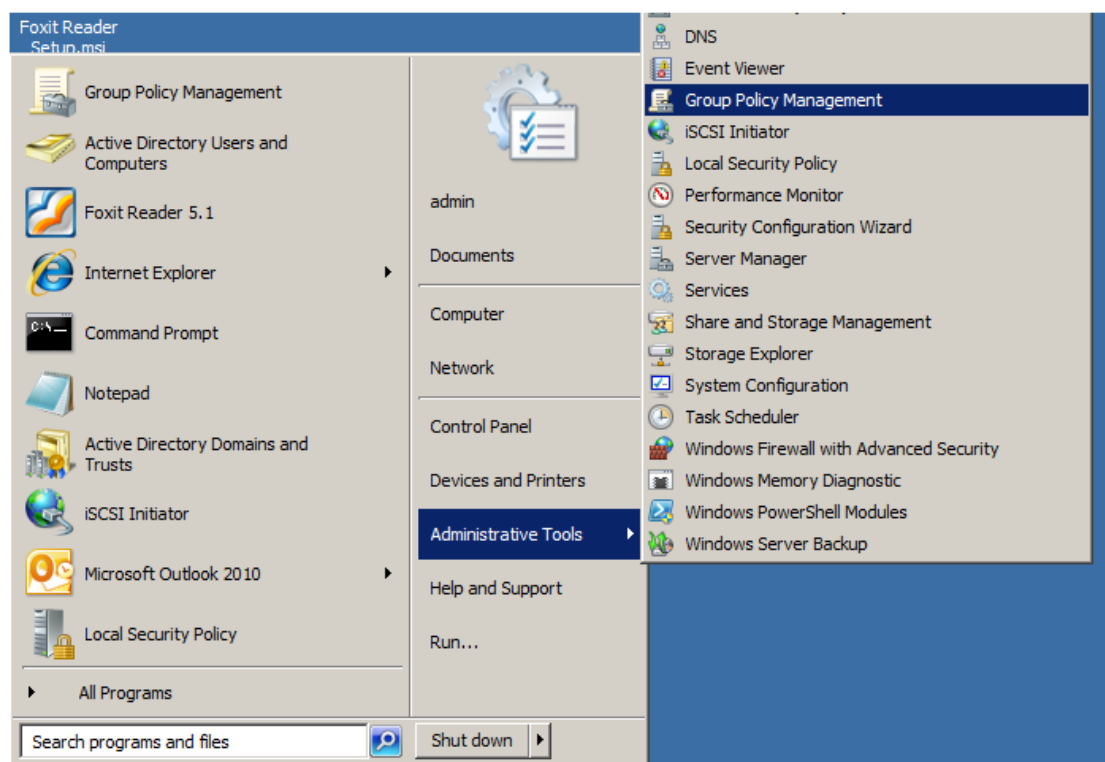 Foxit Reader
Setup.msi
Group Policy Management
Active Directory Users and
Computers
Foxit Reader 5.1
Internet Explorer
Command Prompt
Notepad
Active Directory Domains and
Trusts
iSCSI Initiator
Microsoft Outlook 2010
Local Security Policy
All Programs
Search programs and files
admin
Documents
Computer
Network
Control Panel
Devices and Printers
Administrative Tools
Help and Support
Run...
Shut down
DNS
Event Viewer
Group Policy Management
iSCSI Initiator
Local Security Policy
Performance Monitor
Security Configuration Wizard
Server Manager
Services
Share and Storage Management
Storage Explorer
System Configuration
Task Scheduler
Windows Firewall with Advanced Security
Windows Memory Diagnostic
Windows PowerShell Modules
Windows Server Backup